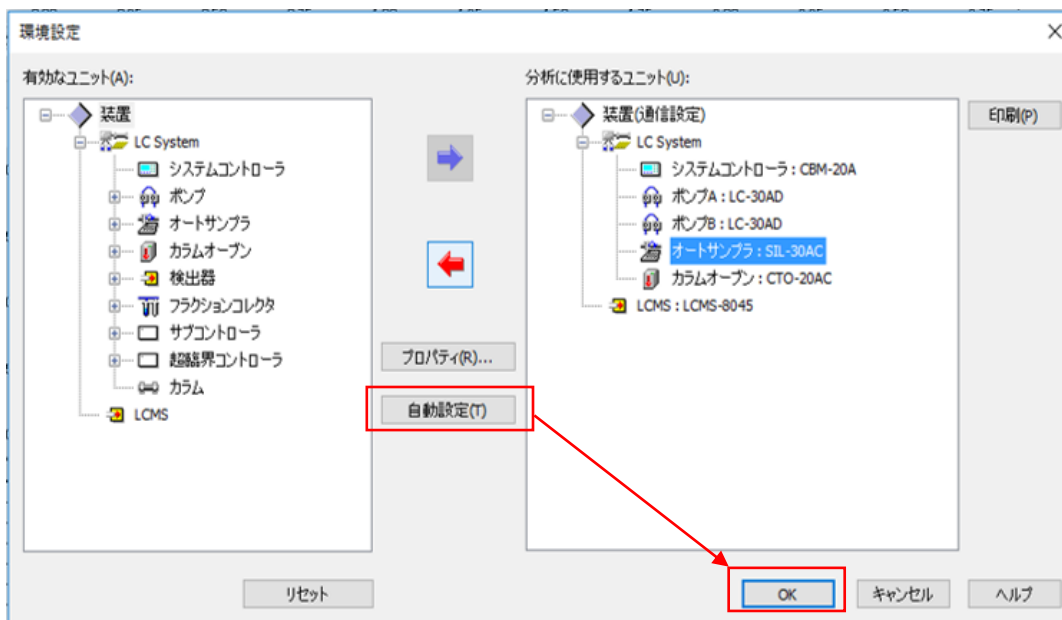 環境設定
有効なユニット(A):
装置
LC System
システムコントローラ
ポンプ
オートサンプラ
カラムオーブン
検出器
フラクションコレクタ
サブコントローラ
超臨界コントローラ
カラム
LCMS
プロパティ(R)...
自動設定(T)
分析に使用するユニット(U):
装置(通信設定)
LC System
システムコントローラ : CBM-20A
ポンプA : LC-30AD
ポンプB : LC-30AD
オートサンプラ : SIL-30AC
カラムオーブン : CTO-20AC
LCMS : LCMS-8045
印刷(P)
リセット
OK
キャンセル
ヘルプ